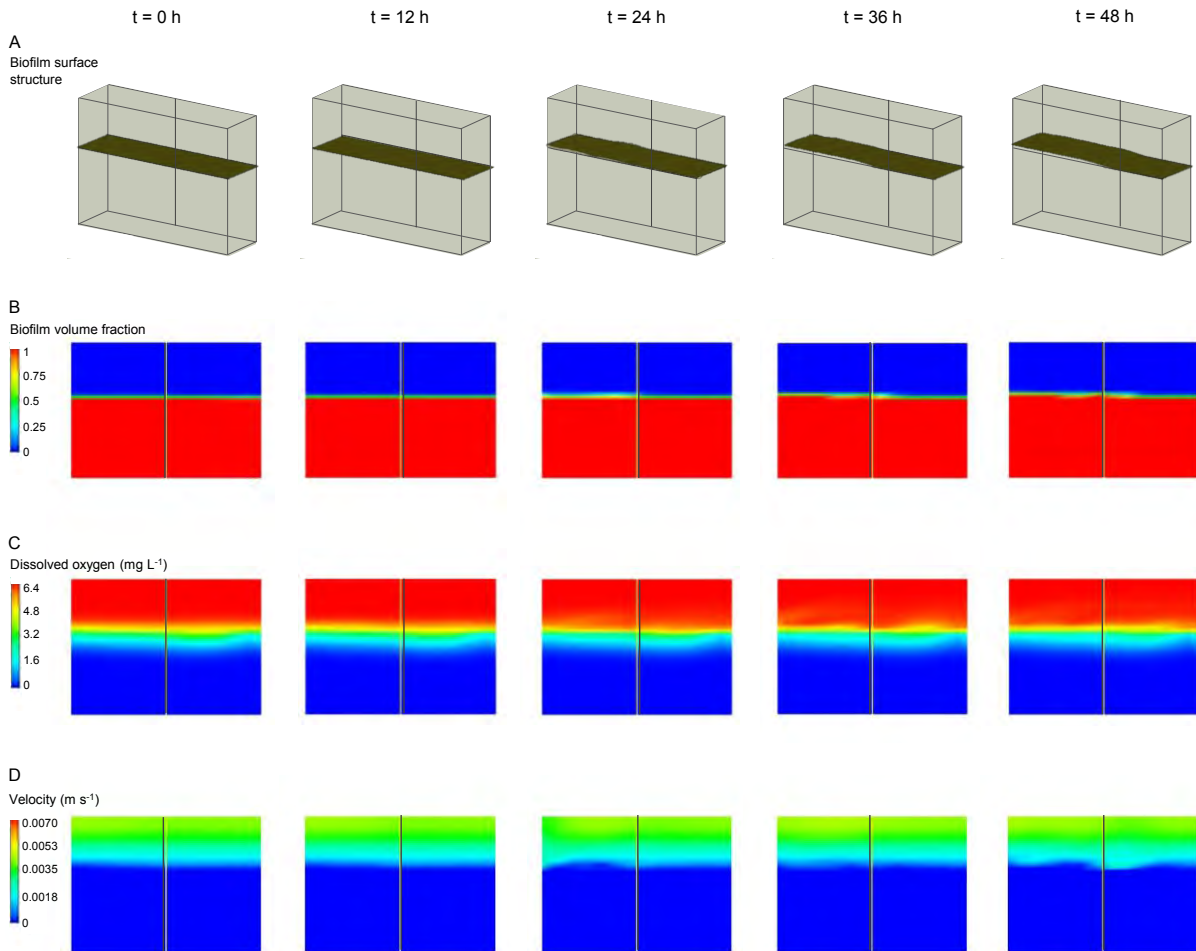 t = 0 h t = 12 h t = 24 h t = 36 h t = 48 h
A
Biofilm surface
structure
B
Biofilm volume fraction
1
0.75
0.5
0.25
0
C
Dissolved oxygen (mg L⁻¹)
6.4
4.8
3.2
1.6
0
D
Velocity (m s⁻¹)
0.0070
0.0053
0.0035
0.0018
0